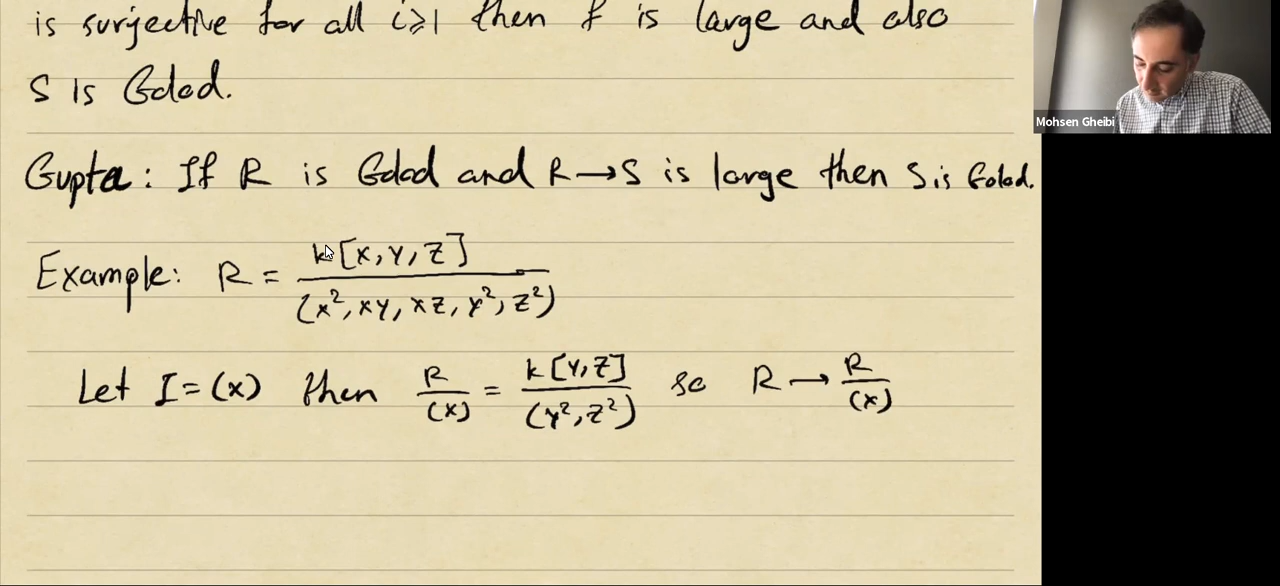 is surjective for all i≥1 then f is large and also
S is Golod.
Mohsen Gheibi
Gupta: If R is Golod and R→S is large then S is Golod.
Example: R = k[X,Y,Z] / (x², xy, xz, y², z²)
Let I=(x) then R/(x) = k[Y,Z]/(y², z²) so R → R/(x)